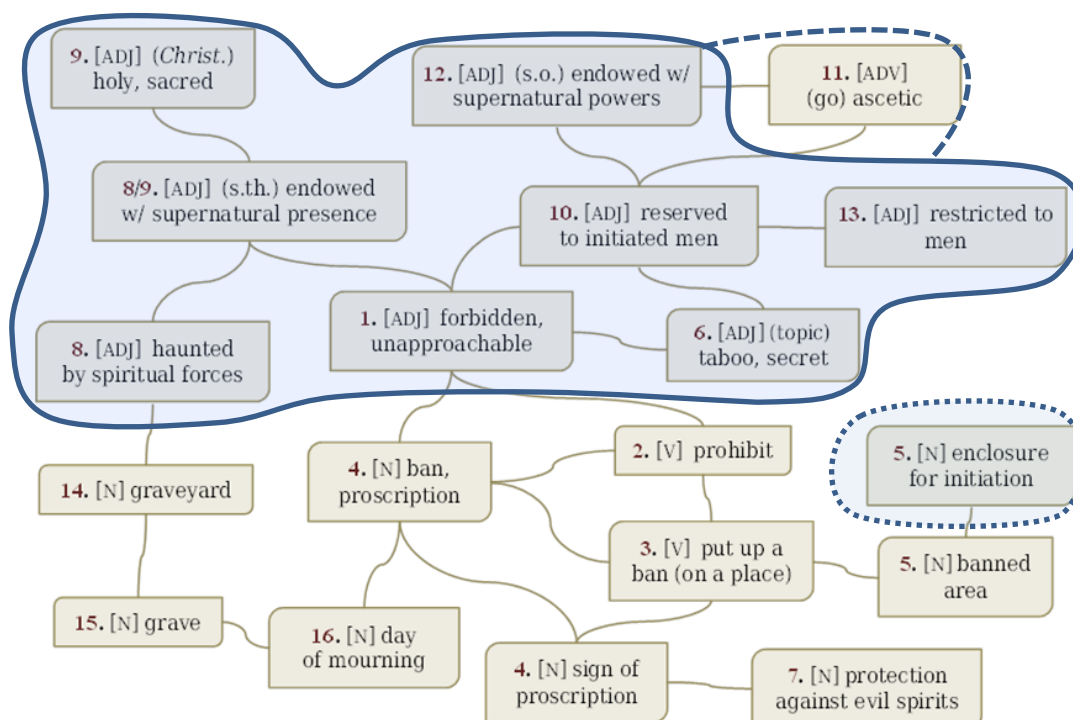 9. [ADJ] (Christ.)
holy, sacred
12. [ADJ] (s.o.) endowed w/
supernatural powers
11. [ADV]
(go) ascetic
8/9. [ADJ] (s.th.) endowed
w/ supernatural presence
10. [ADJ] reserved
to initiated men
13. [ADJ] restricted to
men
1. [ADJ] forbidden,
unapproachable
6. [ADJ] (topic)
taboo, secret
8. [ADJ] haunted
by spiritual forces
4. [N] ban,
proscription
2. [V] prohibit
5. [N] enclosure
for initiation
14. [N] graveyard
3. [V] put up a
ban (on a place)
5. [N] banned
area
15. [N] grave
16. [N] day
of mourning
4. [N] sign of
proscription
7. [N] protection
against evil spirits